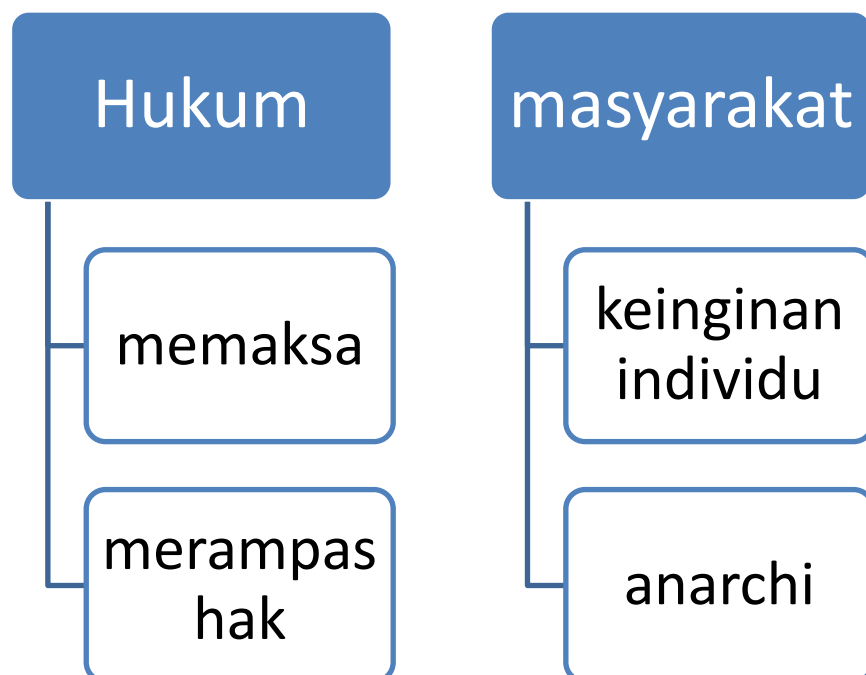 Hukum
memaksa
merampas
hak
masyarakat
keinginan
individu
anarchi